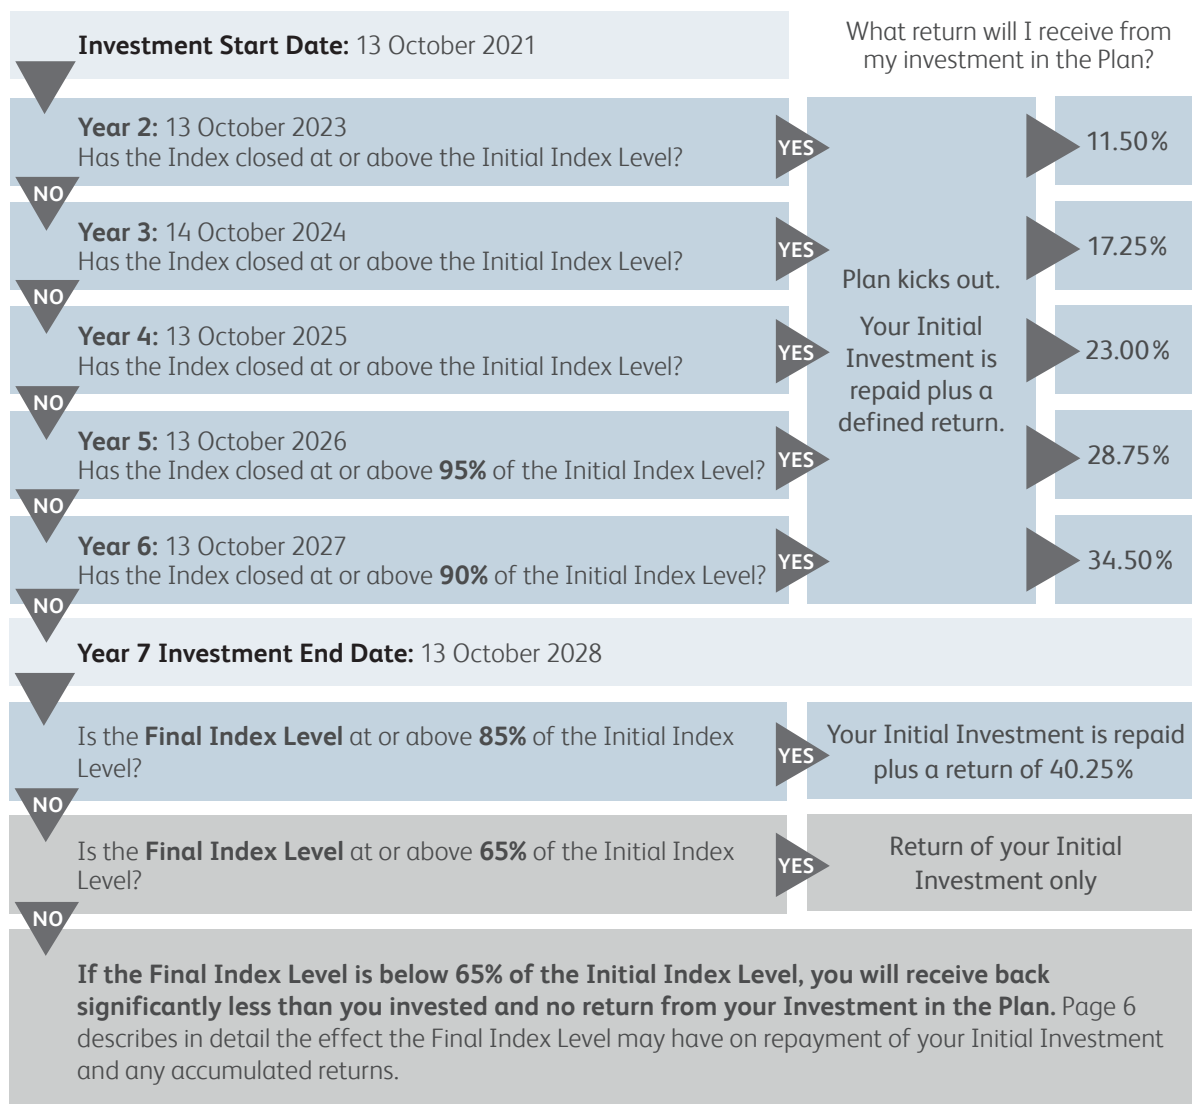 Investment Start Date: 13 October 2021
What return will I receive from
my investment in the Plan?
Year 2: 13 October 2023
Has the Index closed at or above the Initial Index Level?
YES
11.50%
NO
Year 3: 14 October 2024
Has the Index closed at or above the Initial Index Level?
YES
17.25%
NO
Plan kicks out.
Your Initial
Investment is
repaid plus a
defined return.
Year 4: 13 October 2025
Has the Index closed at or above the Initial Index Level?
YES
23.00%
NO
Year 5: 13 October 2026
Has the Index closed at or above 95% of the Initial Index Level?
YES
28.75%
NO
Year 6: 13 October 2027
Has the Index closed at or above 90% of the Initial Index Level?
YES
34.50%
NO
Year 7 Investment End Date: 13 October 2028
Is the Final Index Level at or above 85% of the Initial Index
Level?
YES
Your Initial Investment is repaid
plus a return of 40.25%
NO
Is the Final Index Level at or above 65% of the Initial Index
Level?
YES
Return of your Initial
Investment only
NO
If the Final Index Level is below 65% of the Initial Index Level, you will receive back
significantly less than you invested and no return from your Investment in the Plan. Page 6
describes in detail the effect the Final Index Level may have on repayment of your Initial Investment
and any accumulated returns.